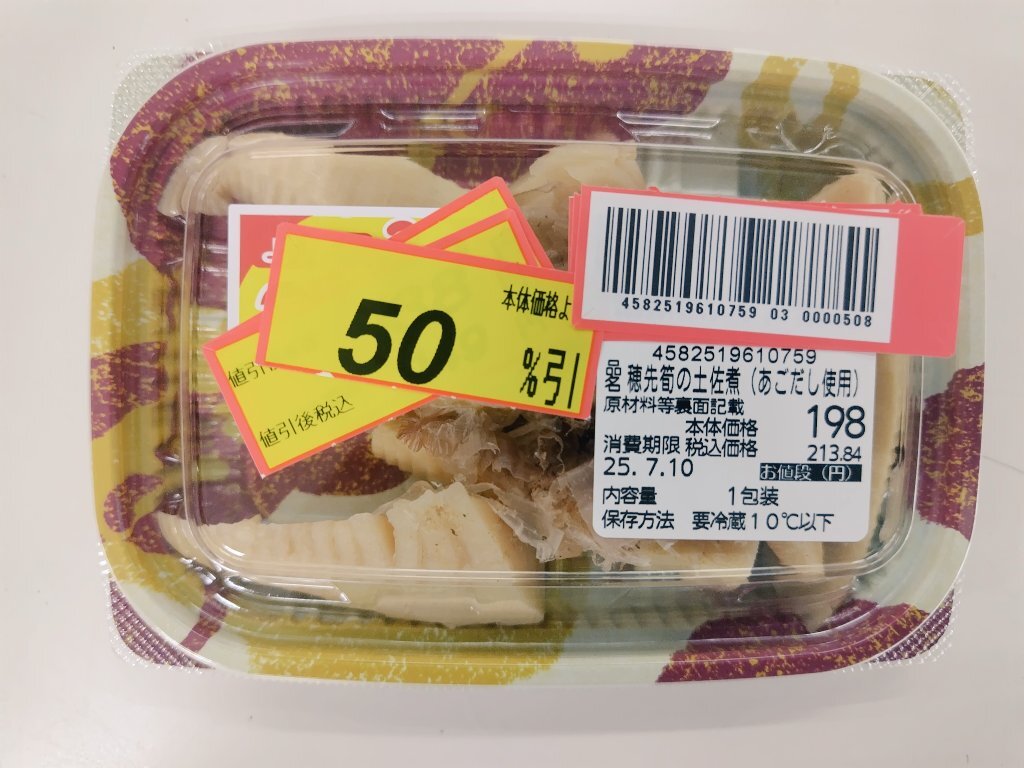 本体価格よ
50
%引
値引
値引後税込
4582519610759 03 0000508
4582519610759
品名 穂先筍の土佐煮(あごだし使用)
原材料等裏面記載
本体価格 198
消費期限 税込価格 213.84
25.7.10 お値段(円)
内容量 1包装
保存方法 要冷蔵10℃以下